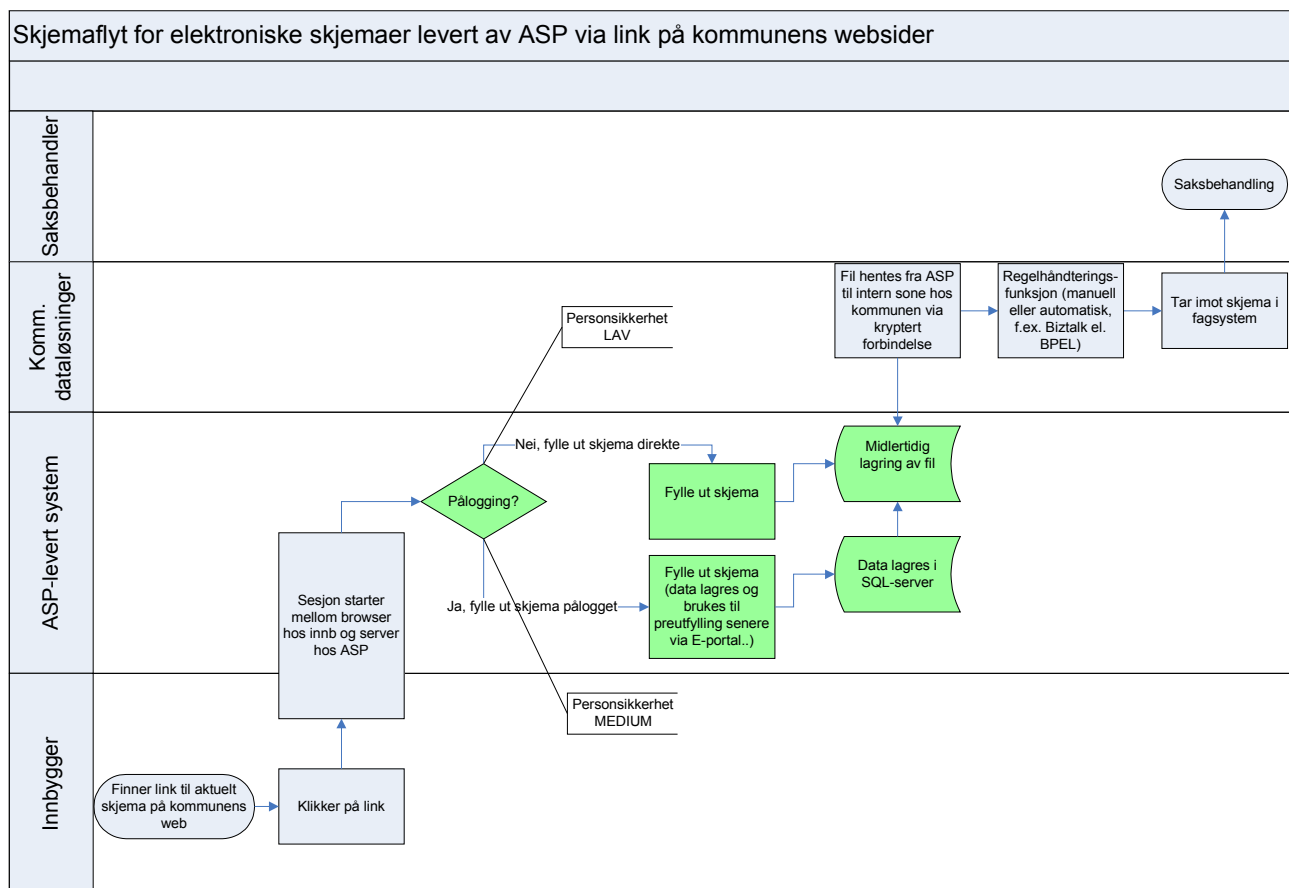 Skjemaflyt for elektroniske skjemaer levert av ASP via link på kommunens websider
Saksbehandler
Saksbehandling
Komm.
dataløsninger
Personsikkerhet
LAV
Fil hentes fra ASP
til intern sone hos
kommunen via
kryptert
forbindelse
Regelhåndterings-
funksjon (manuell
eller automatisk,
f.ex. Biztalk el.
BPEL)
Tar imot skjema i
fagsystem
ASP-levert system
Nei, fylle ut skjema direkte
Pålogging?
Fylle ut skjema
Midlertidig
lagring av fil
Sesjon starter
mellom browser
hos innb og server
hos ASP
Ja, fylle ut skjema pålogget
Fylle ut skjema
(data lagres og
brukes til
preutfylling senere
via E-portal..)
Data lagres i
SQL-server
Innbygger
Personsikkerhet
MEDIUM
Finner link til aktuelt
skjema på kommunens
web
Klikker på link